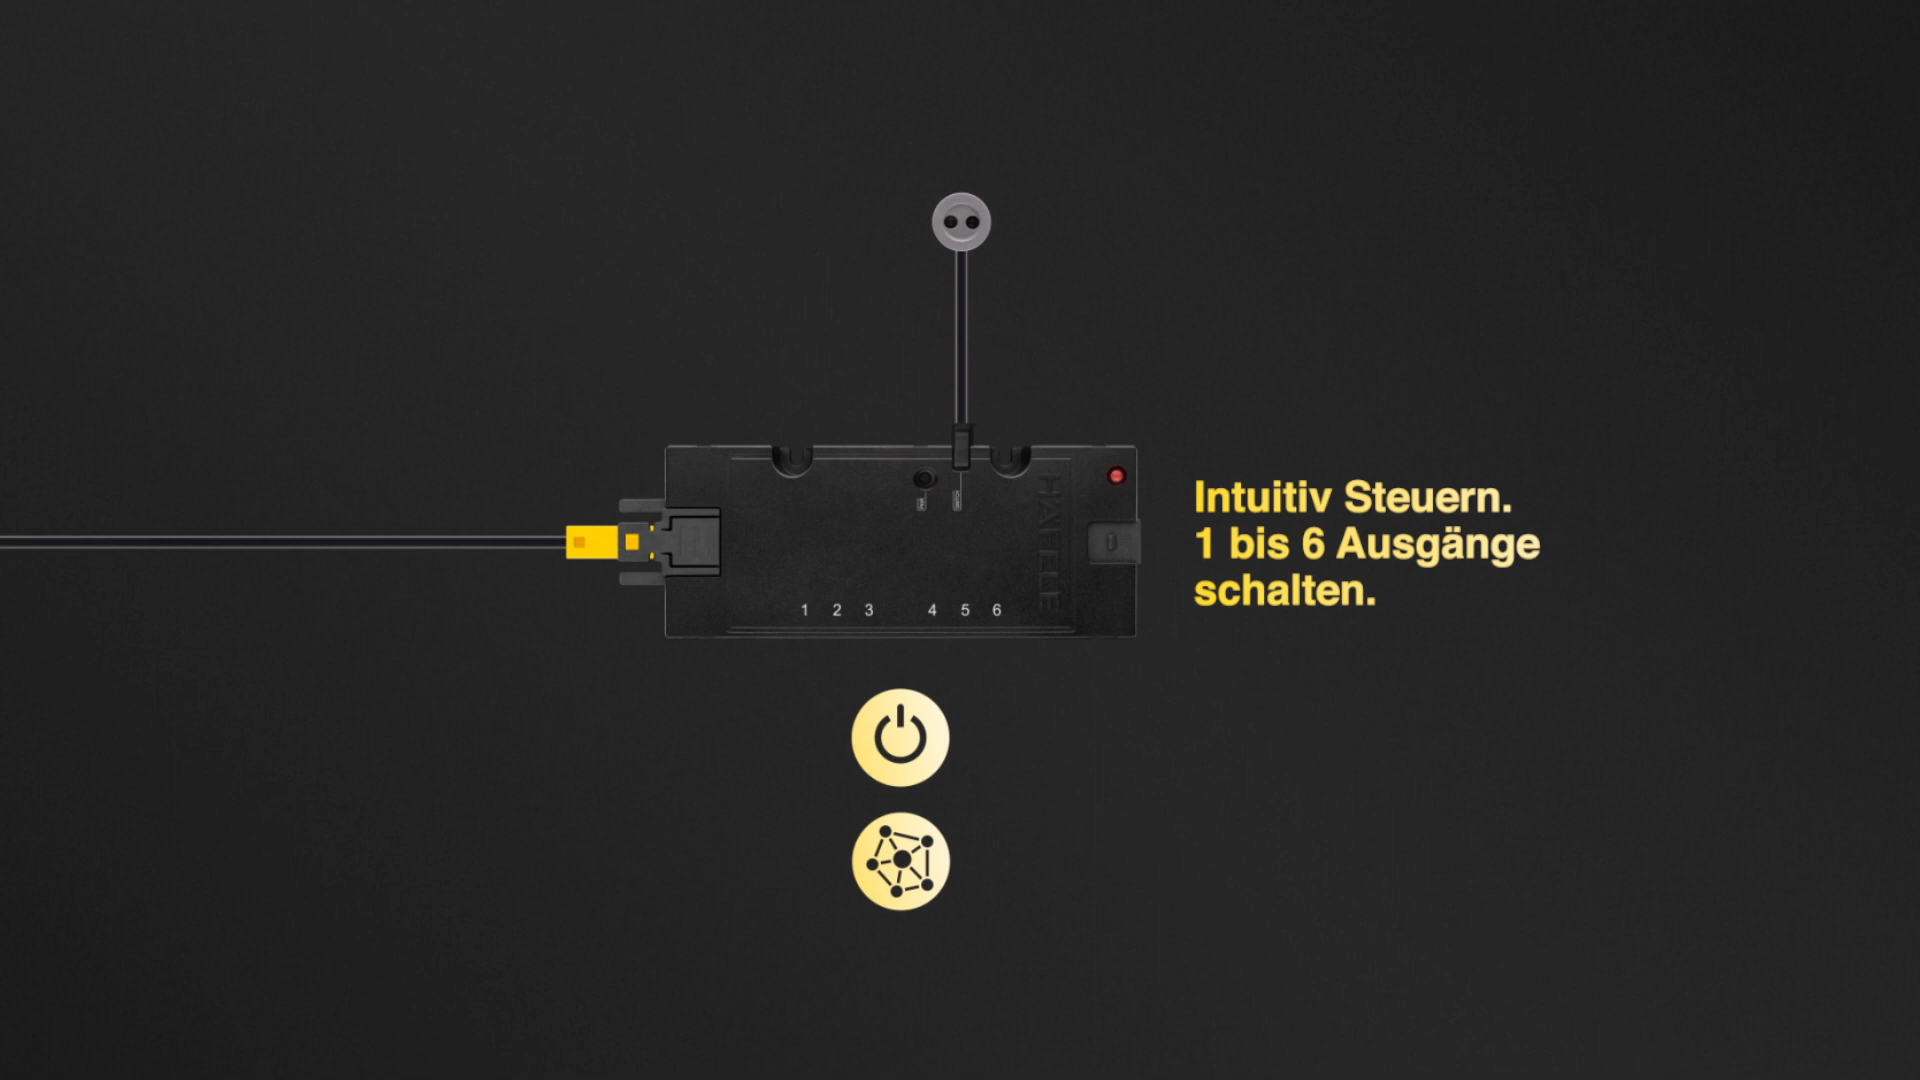 HÄFELE
1 2 3 4 5 6
Intuitiv Steuern.
1 bis 6 Ausgänge
schalten.